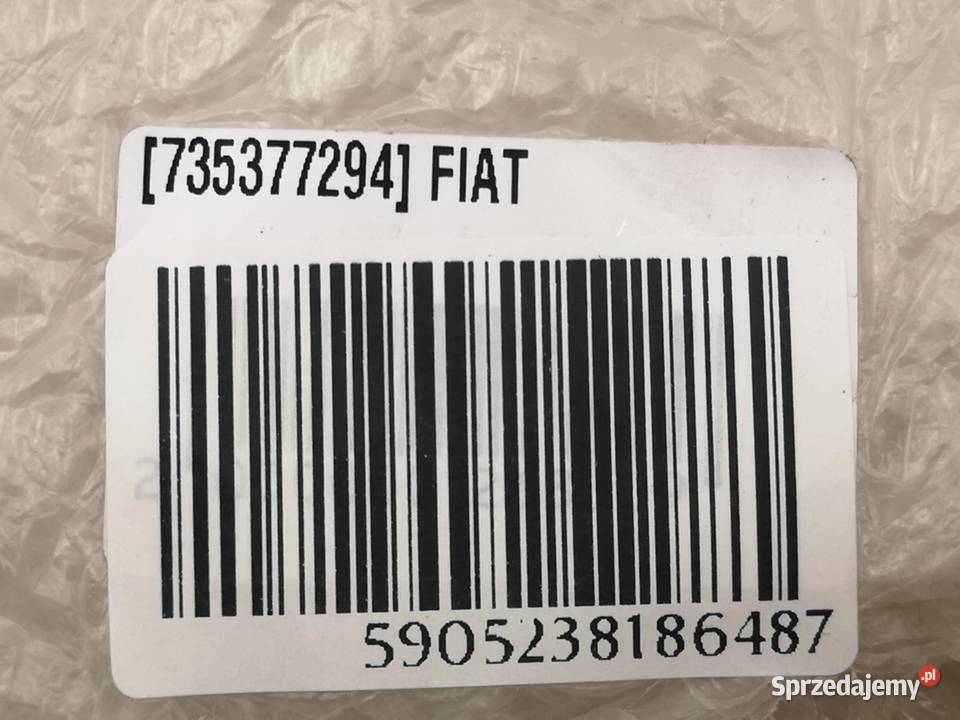 [735377294] FIAT
5905238186487
Sprzedajemy.pl